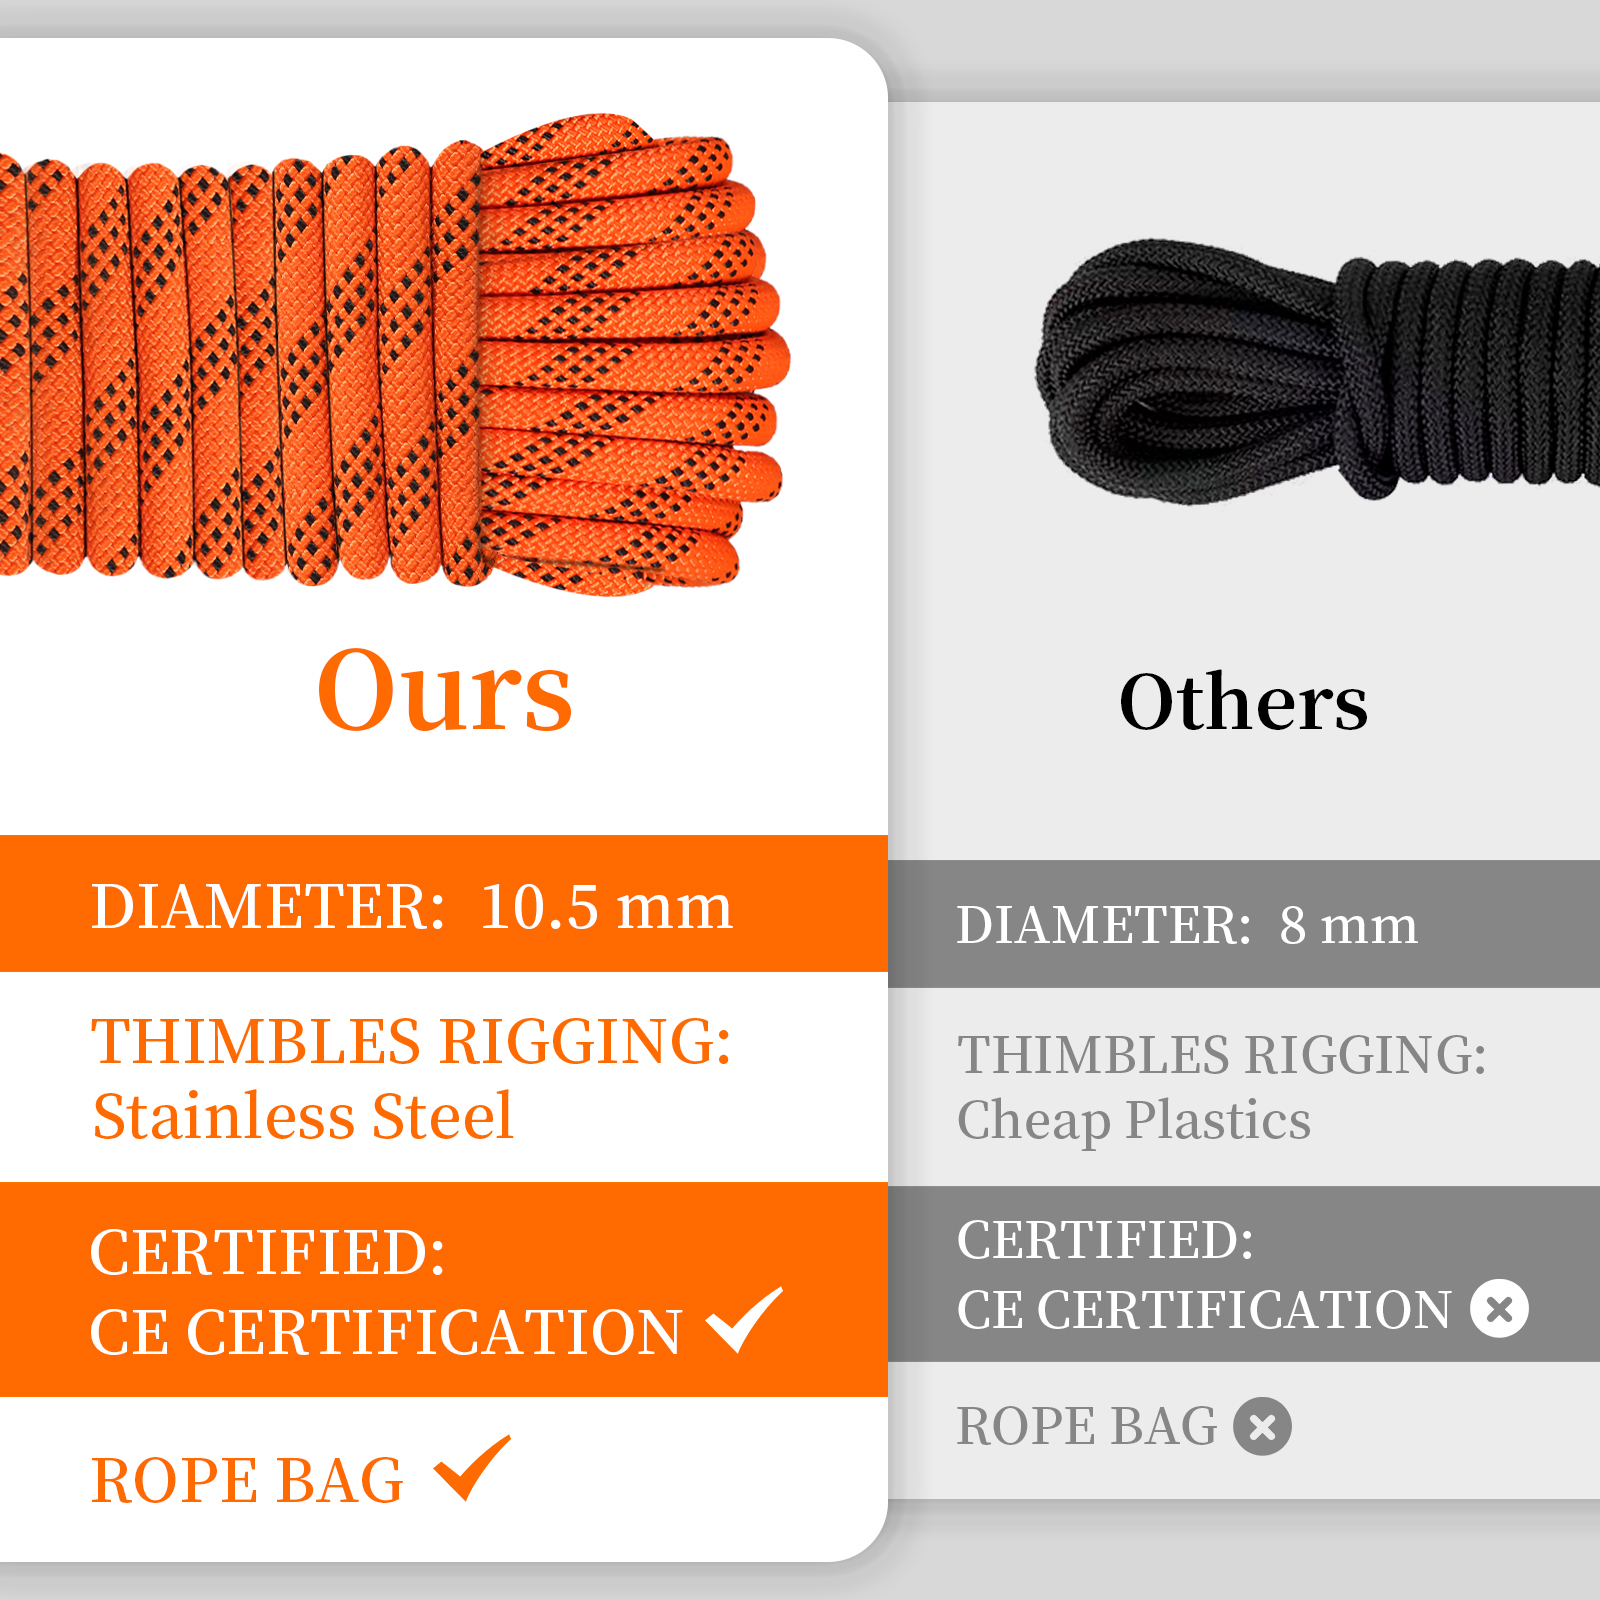 Ours
DIAMETER: 10.5 mm
THIMBLES RIGGING:
Stainless Steel
CERTIFIED:
CE CERTIFICATION
ROPE BAG
Others
DIAMETER: 8 mm
THIMBLES RIGGING:
Cheap Plastics
CERTIFIED:
CE CERTIFICATION
ROPE BAG